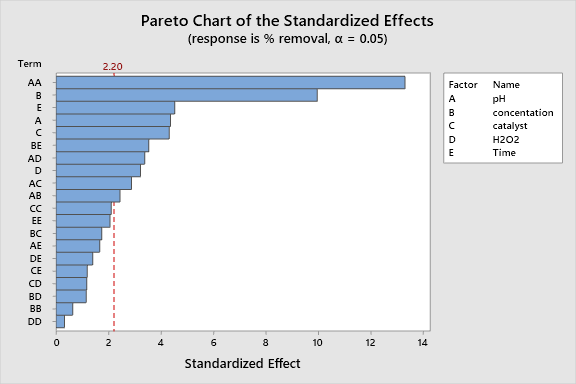 Pareto Chart of the Standardized Effects
(response is % removal, α = 0.05)
Term
2.20
AA
B
E
A
C
BE
AD
D
AC
AB
CC
EE
BC
AE
DE
CE
CD
BD
BB
DD
0 2 4 6 8 10 12 14
Standardized Effect
Factor Name
A pH
B concentation
C catalyst
D H2O2
E Time